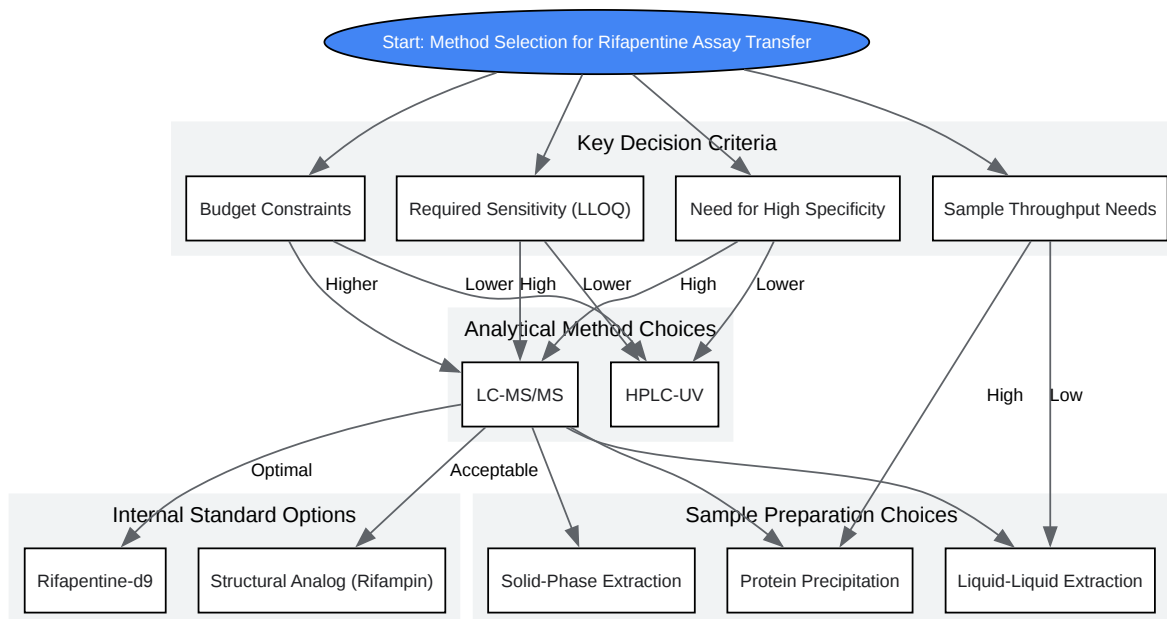 Start: Method Selection for Rifapentine Assay Transfer
Key Decision Criteria
Budget Constraints
Required Sensitivity (LLOQ)
Need for High Specificity
Sample Throughput Needs
Higher
Lower
High
Lower
High
Lower
Analytical Method Choices
LC-MS/MS
HPLC-UV
High
Low
Optimal
Acceptable
Internal Standard Options
Sample Preparation Choices
Rifapentine-d9
Structural Analog (Rifampin)
Solid-Phase Extraction
Protein Precipitation
Liquid-Liquid Extraction